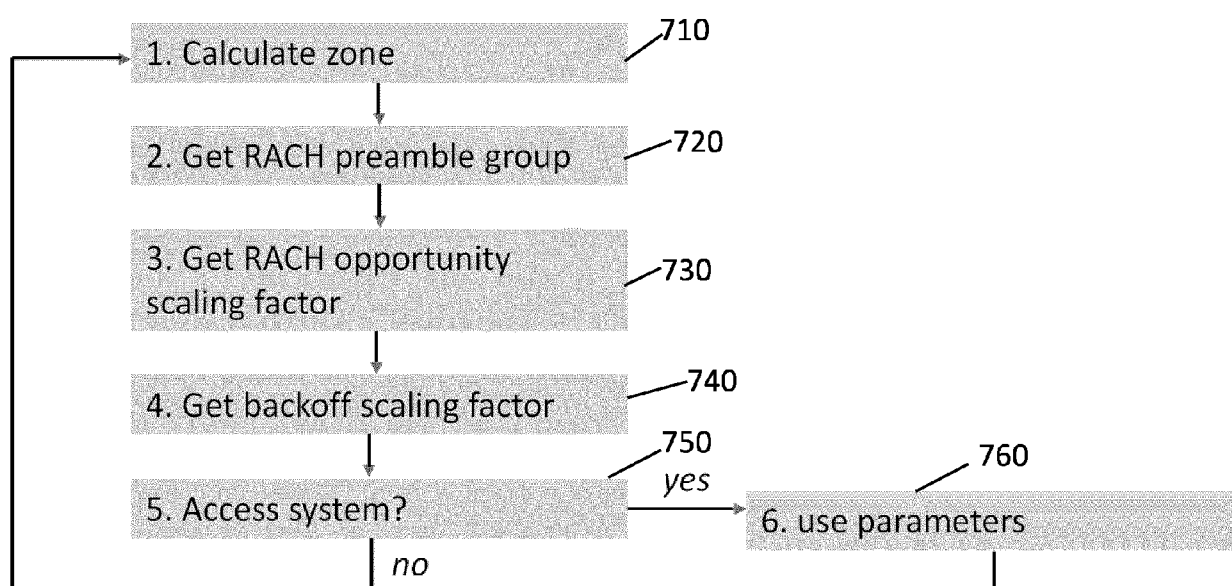 1. Calculate zone
710
2. Get RACH preamble group
720
3. Get RACH opportunity
scaling factor
730
4. Get backoff scaling factor
740
5. Access system?
750
yes
no
6. use parameters
760